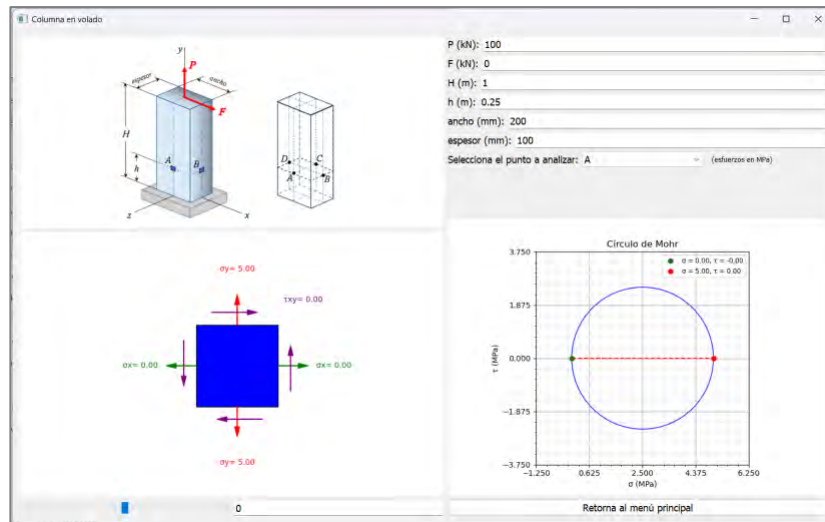 Columna en volado
y
P
espesor
ancho
F
H
A
B
h
z
x
D
C
A
B
P (kN): 100
F (kN): 0
H (m): 1
h (m): 0.25
ancho (mm): 200
espesor (mm): 100
Selecciona el punto a analizar: A (esfuerzos en MPa)
σy= 5.00
τxy= 0.00
σx= 0.00
σx= 0.00
σy= 5.00
Círculo de Mohr
σ = 0.00, τ = -0.00
σ = 5.00, τ = 0.00
3.750
1.875
0.000
−1.875
−3.750
τ (MPa)
−1.250 0.625 2.500 4.375 6.250
σ (MPa)
0
Retorna al menú principal